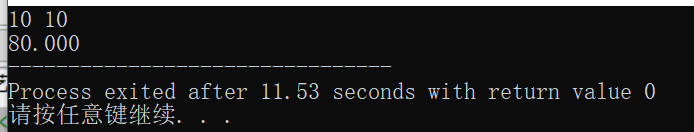 10 10
80.000
--------------------------------
Process exited after 11.53 seconds with return value 0
请按任意键继续. . .